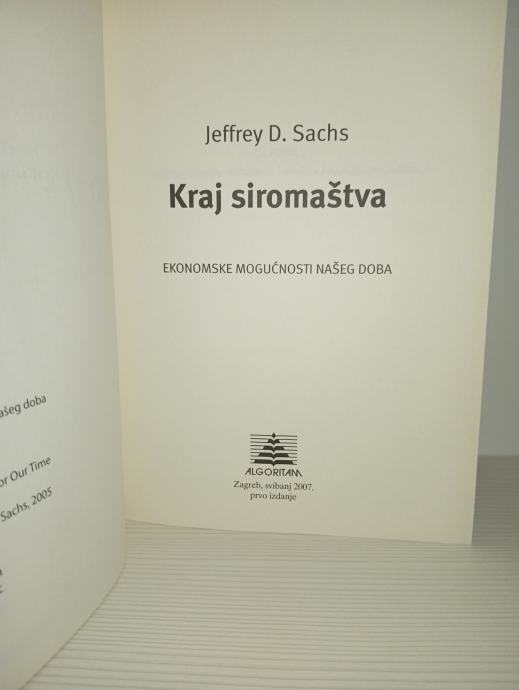 ašeg doba
or Our Time
Sachs, 2005
Jeffrey D. Sachs
Kraj siromaštva
EKONOMSKE MOGUĆNOSTI NAŠEG DOBA
ALGORITAM
Zagreb, svibanj 2007.
prvo izdanje